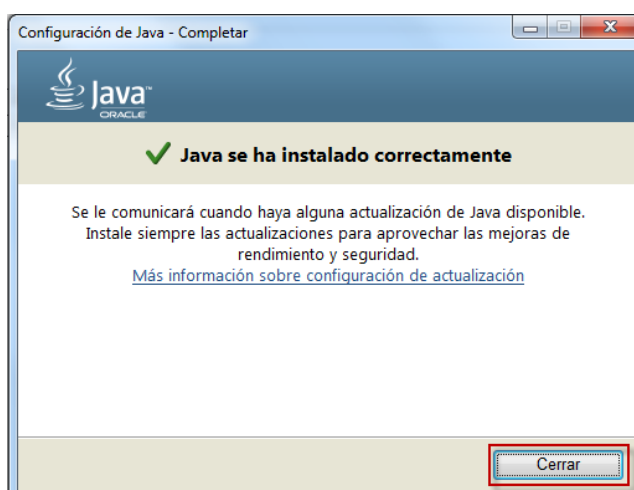 Configuración de Java - Completar
Java™
ORACLE
Java se ha instalado correctamente
Se le comunicará cuando haya alguna actualización de Java disponible.
Instale siempre las actualizaciones para aprovechar las mejoras de
rendimiento y seguridad.
Más información sobre configuración de actualización
Cerrar